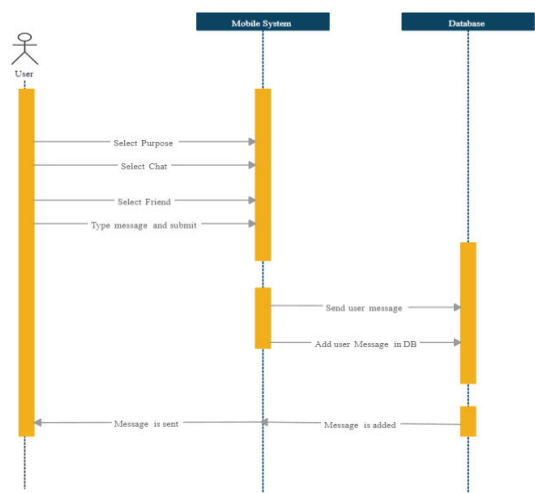 Mobile System
Database
User
Select Purpose
Select Chat
Select Friend
Type message and submit
Send user message
Add user Message in DB
Message is sent
Message is added